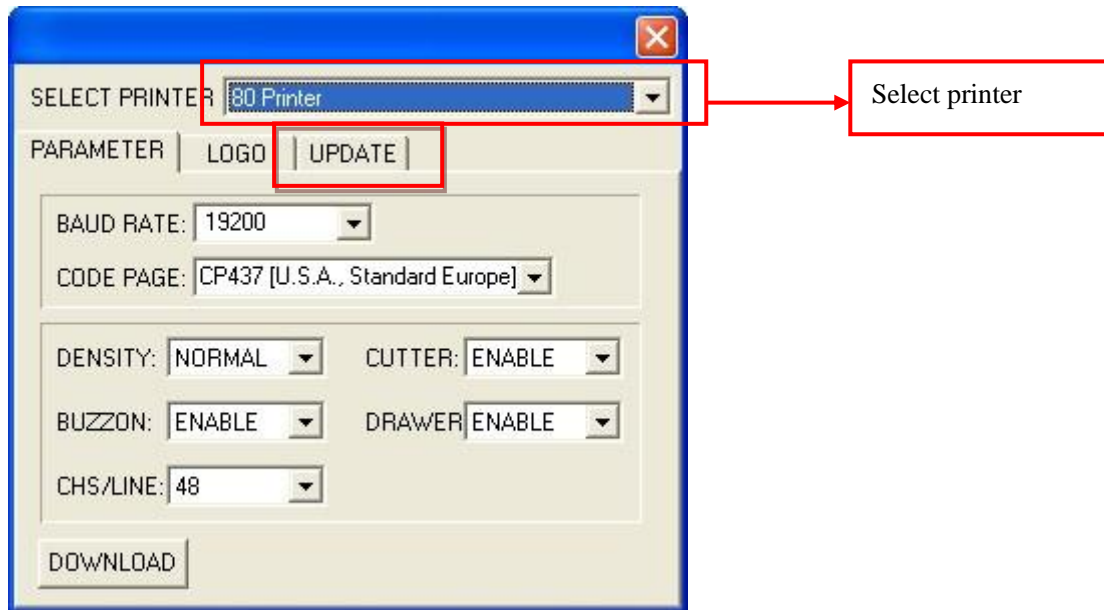 SELECT PRINTER 80 Printer
Select printer
PARAMETER LOGO UPDATE
BAUD RATE: 19200
CODE PAGE: CP437 [U.S.A., Standard Europe]
DENSITY: NORMAL CUTTER: ENABLE
BUZZON: ENABLE DRAWER ENABLE
CHS/LINE: 48
DOWNLOAD